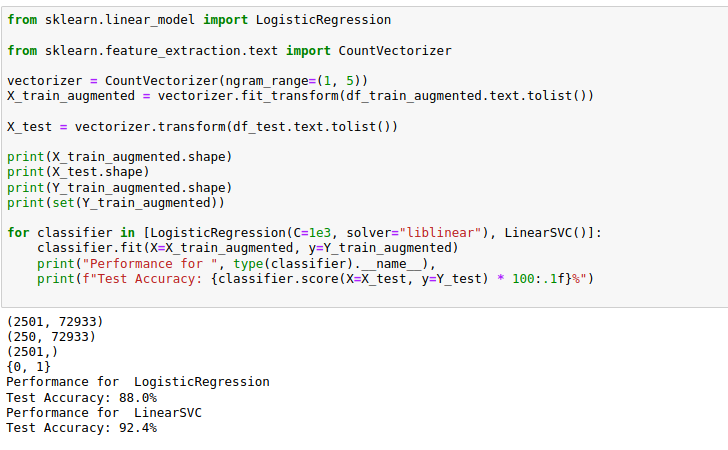 from sklearn.linear_model import LogisticRegression
from sklearn.feature_extraction.text import CountVectorizer
vectorizer = CountVectorizer(ngram_range=(1, 5))
X_train_augmented = vectorizer.fit_transform(df_train_augmented.text.tolist())
X_test = vectorizer.transform(df_test.text.tolist())
print(X_train_augmented.shape)
print(X_test.shape)
print(Y_train_augmented.shape)
print(set(Y_train_augmented))
for classifier in [LogisticRegression(C=1e3, solver="liblinear"), LinearSVC()]:
    classifier.fit(X=X_train_augmented, y=Y_train_augmented)
    print("Performance for ", type(classifier).__name__),
    print(f"Test Accuracy: {classifier.score(X=X_test, y=Y_test) * 100:.1f}%")
(2501, 72933)
(250, 72933)
(2501,)
{0, 1}
Performance for  LogisticRegression
Test Accuracy: 88.0%
Performance for  LinearSVC
Test Accuracy: 92.4%